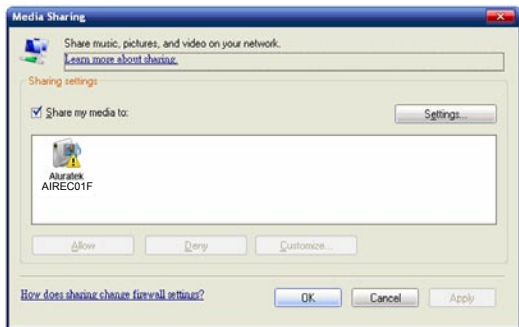 Media Sharing
Share music, pictures, and video on your network.
Learn more about sharing.
Sharing settings
Share my media to:
Settings...
Aluratek
AIREC01F
Allow
Deny
Customize...
How does sharing change firewall settings?
OK
Cancel
Apply